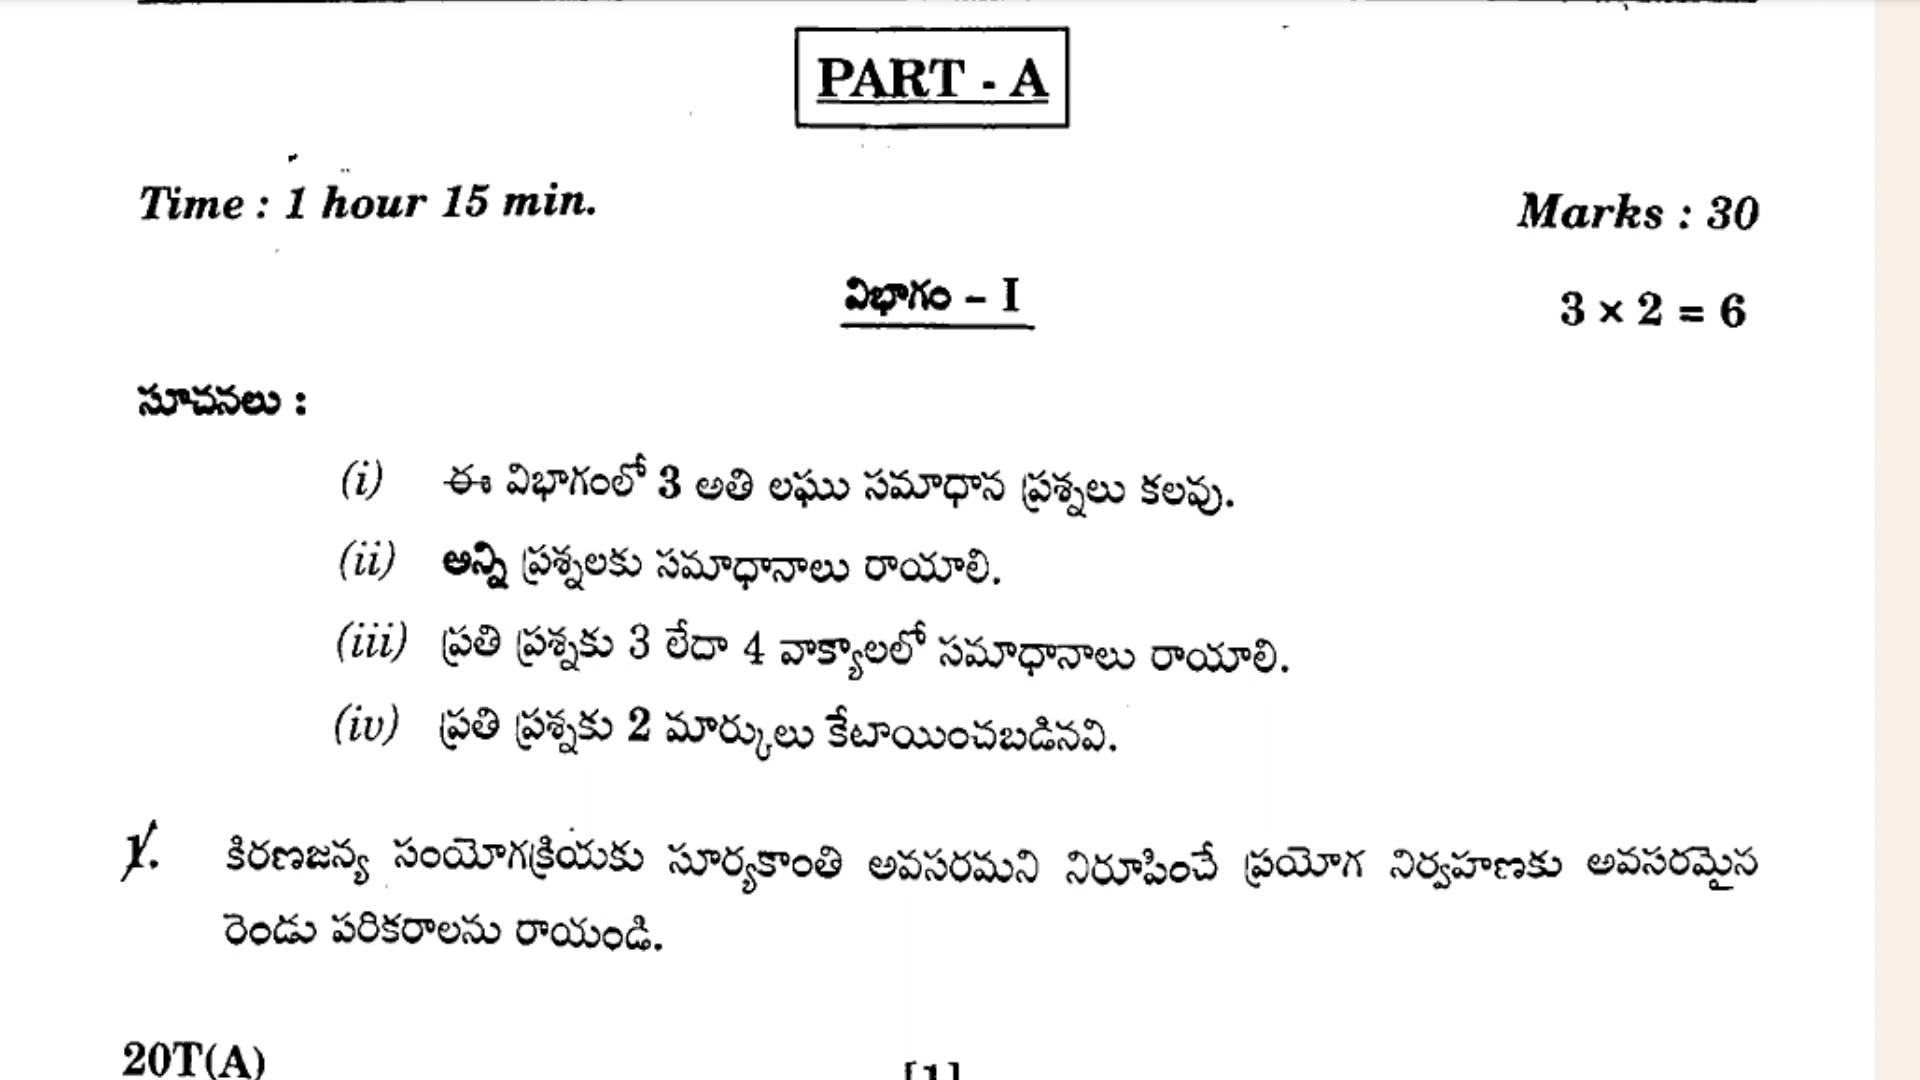 PART - A
Time : 1 hour 15 min.
Marks : 30
విభాగం – I
3 × 2 = 6
సూచనలు :
(i) ఈ విభాగంలో 3 అతి లఘు సమాధాన ప్రశ్నలు కలవు.
(ii) అన్ని ప్రశ్నలకు సమాధానాలు రాయాలి.
(iii) ప్రతి ప్రశ్నకు 3 లేదా 4 వాక్యాలలో సమాధానాలు రాయాలి.
(iv) ప్రతి ప్రశ్నకు 2 మార్కులు కేటాయించబడినవి.
1. కిరణజన్య సంయోగక్రియకు సూర్యకాంతి అవసరమని నిరూపించే ప్రయోగ నిర్వహణకు అవసరమైన
రెండు పరికరాలను రాయండి.
20T(A)
[1]